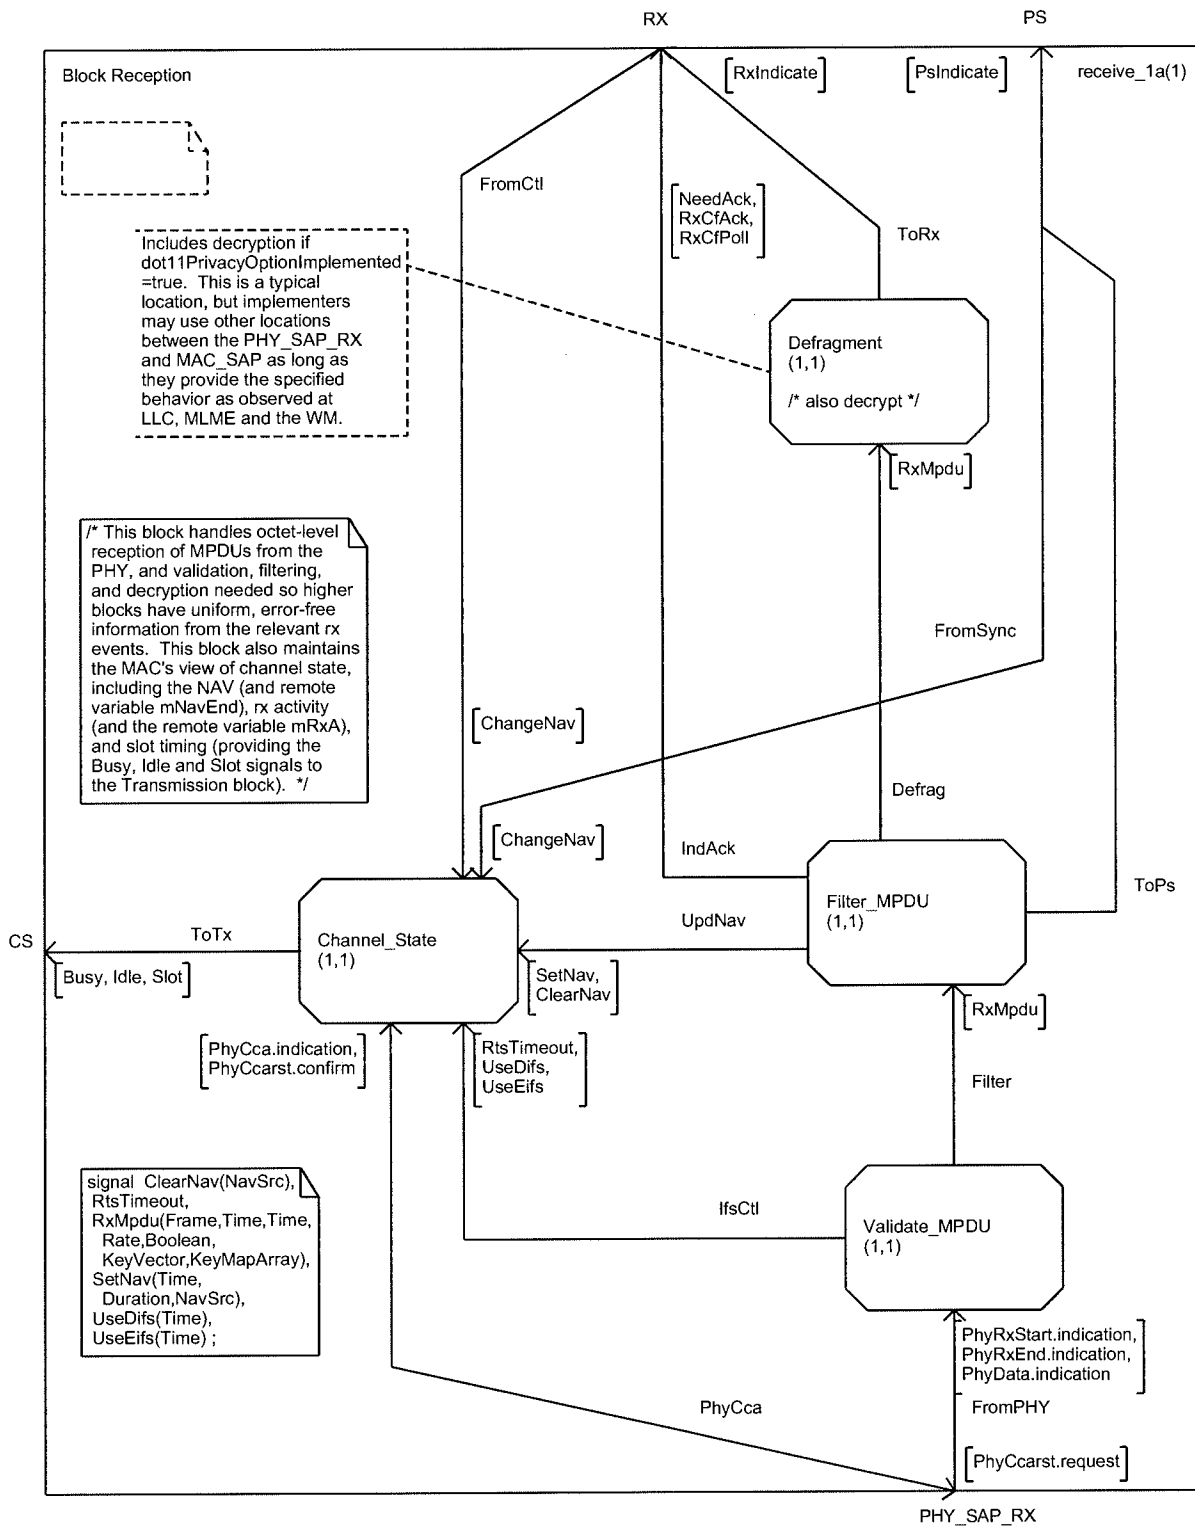 RX
PS
Block Reception
[RxIndicate]
[PsIndicate]
receive_1a(1)
FromCtl
[NeedAck,
RxCfAck,
RxCfPoll]
ToRx
Includes decryption if
dot11PrivacyOptionImplemented
=true. This is a typical
location, but implementers
may use other locations
between the PHY_SAP_RX
and MAC_SAP as long as
they provide the specified
behavior as observed at
LLC, MLME and the WM.
Defragment
(1,1)
/* also decrypt */
[RxMpdu]
/* This block handles octet-level
reception of MPDUs from the
PHY, and validation, filtering,
and decryption needed so higher
blocks have uniform, error-free
information from the relevant rx
events. This block also maintains
the MAC's view of channel state,
including the NAV (and remote
variable mNavEnd), rx activity
(and the remote variable mRxA),
and slot timing (providing the
Busy, Idle and Slot signals to
the Transmission block). */
FromSync
[ChangeNav]
Defrag
[ChangeNav]
IndAck
ToPs
Filter_MPDU
(1,1)
UpdNav
CS
ToTx
Channel_State
(1,1)
[Busy, Idle, Slot]
[SetNav,
ClearNav]
[RxMpdu]
[PhyCca.indication,
PhyCcarst.confirm]
[RtsTimeout,
UseDifs,
UseEifs]
Filter
signal ClearNav(NavSrc),
RtsTimeout,
RxMpdu(Frame,Time,Time,
Rate,Boolean,
KeyVector,KeyMapArray),
SetNav(Time,
Duration,NavSrc),
UseDifs(Time),
UseEifs(Time) ;
IfsCtl
Validate_MPDU
(1,1)
[PhyRxStart.indication,
PhyRxEnd.indication,
PhyData.indication]
PhyCca
FromPHY
[PhyCcarst.request]
PHY_SAP_RX